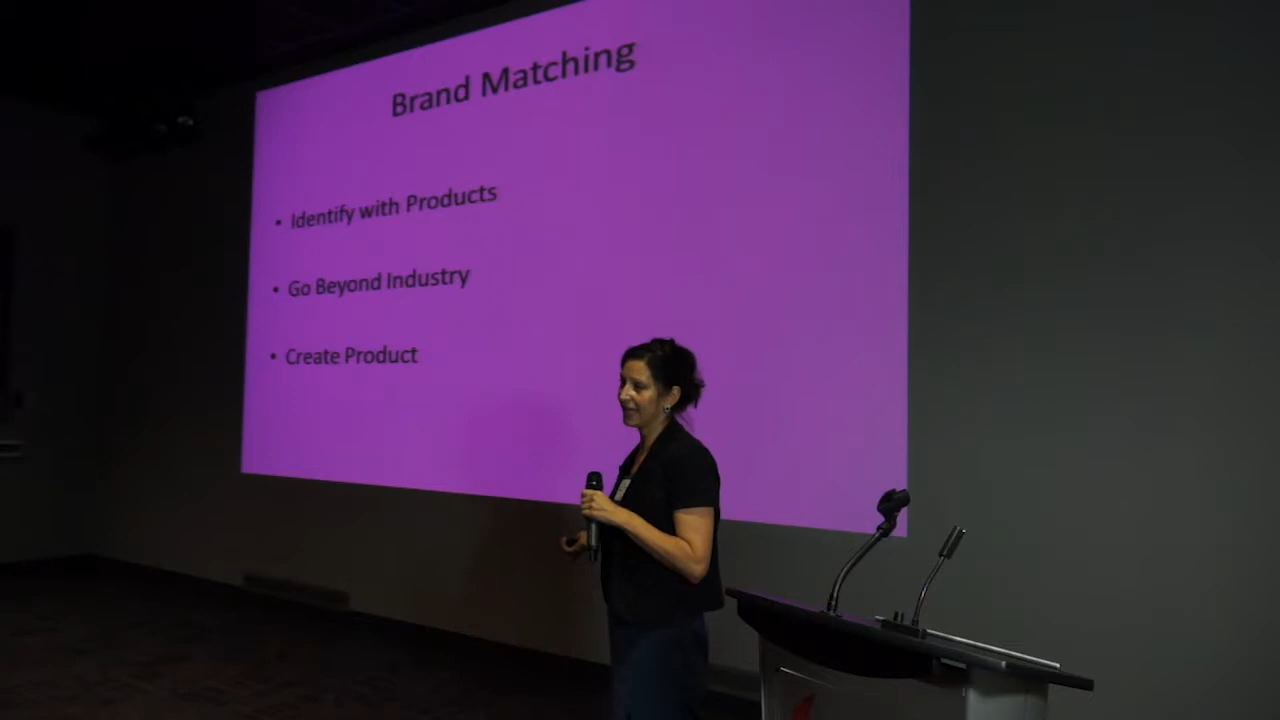 Brand Matching
• Identify with Products
• Go Beyond Industry
• Create Product